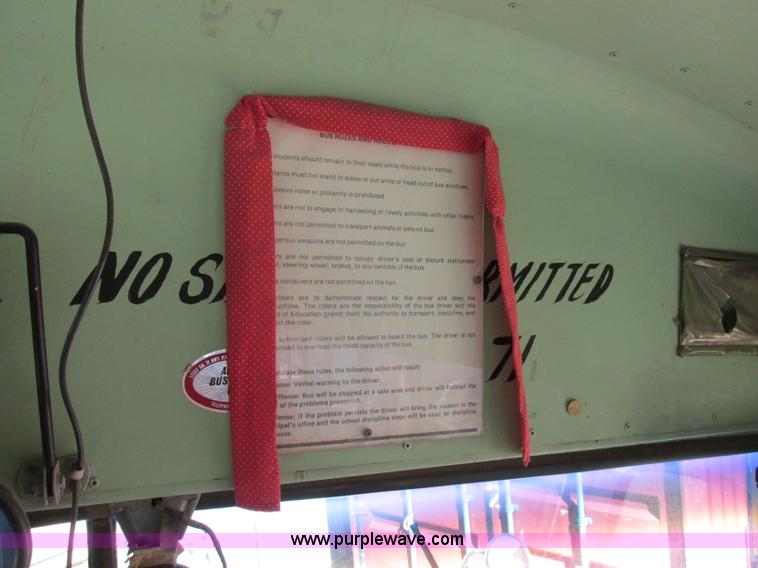 BUS RULES AND
students should remain in their seats while the bus is in motion.
dents must not stand in aisles or put arms or head out of bus windows.
essive noise or profanity is prohibited.
ers are not to engage in harrassing or rowdy activities with other riders.
ers are not permitted to transport animals or pets on bus.
gerous weapons are not permitted on the bus.
ers are not permitted to occupy driver's seat or disturb instrument
l, steering wheel, brakes, or any controls of the bus.
s containers are not permitted on the bus.
riders are to demonstrate respect for the driver and obey his
uctions. The riders are the responsibility of the bus driver and the
d of Education grants them the authority to transport, discipline, and
ct the rider.
authorized riders will be allowed to board the bus. The driver is not
orized to overload the rated capacity of the bus.
violate these rules, the following action will result:
ense: Verbal warning by the driver.
ffense: Bus will be stopped at a safe area and driver will instruct the
of the problems presented.
ffense: If the problem persists the driver will bring the student to the
cipal's office and the school discipline steps will be used for discipline
NO S RMITTED
71
BUS
www.purplewave.com